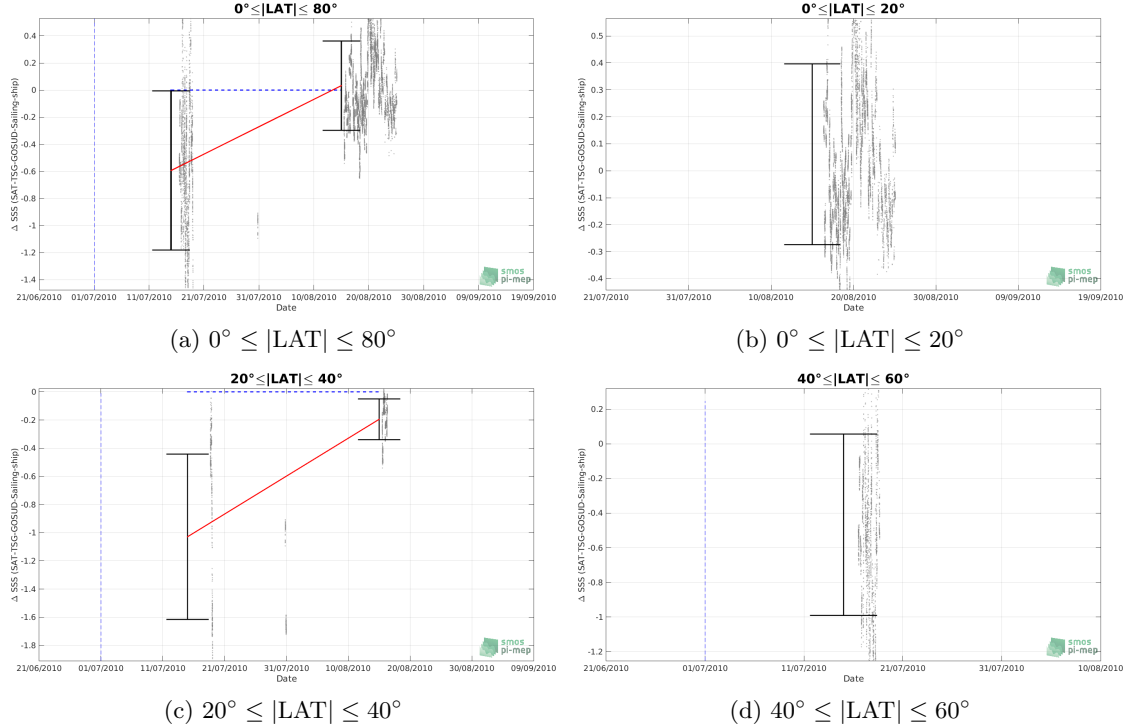 0°≤|LAT|≤ 80°
0.4
0.2
0
-0.2
-0.4
-0.6
-0.8
-1
-1.2
-1.4
Δ SSS (SAT-TSG-GOSUD-Sailing-ship)
21/06/2010 01/07/2010 11/07/2010 21/07/2010 31/07/2010 10/08/2010 20/08/2010 30/08/2010 09/09/2010 19/09/2010
Date
smos
pi-mep
(a) 0° ≤ |LAT| ≤ 80°
0°≤|LAT|≤ 20°
0.5
0.4
0.3
0.2
0.1
0
-0.1
-0.2
-0.3
-0.4
Δ SSS (SAT-TSG-GOSUD-Sailing-ship)
21/07/2010 31/07/2010 10/08/2010 20/08/2010 30/08/2010 09/09/2010 19/09/2010
Date
smos
pi-mep
(b) 0° ≤ |LAT| ≤ 20°
20°≤|LAT|≤ 40°
0
-0.2
-0.4
-0.6
-0.8
-1
-1.2
-1.4
-1.6
-1.8
Δ SSS (SAT-TSG-GOSUD-Sailing-ship)
21/06/2010 01/07/2010 11/07/2010 21/07/2010 31/07/2010 10/08/2010 20/08/2010 30/08/2010 09/09/2010
Date
smos
pi-mep
(c) 20° ≤ |LAT| ≤ 40°
40°≤|LAT|≤ 60°
0.2
0
-0.2
-0.4
-0.6
-0.8
-1
-1.2
Δ SSS (SAT-TSG-GOSUD-Sailing-ship)
21/06/2010 01/07/2010 11/07/2010 21/07/2010 31/07/2010 10/08/2010
Date
smos
pi-mep
(d) 40° ≤ |LAT| ≤ 60°